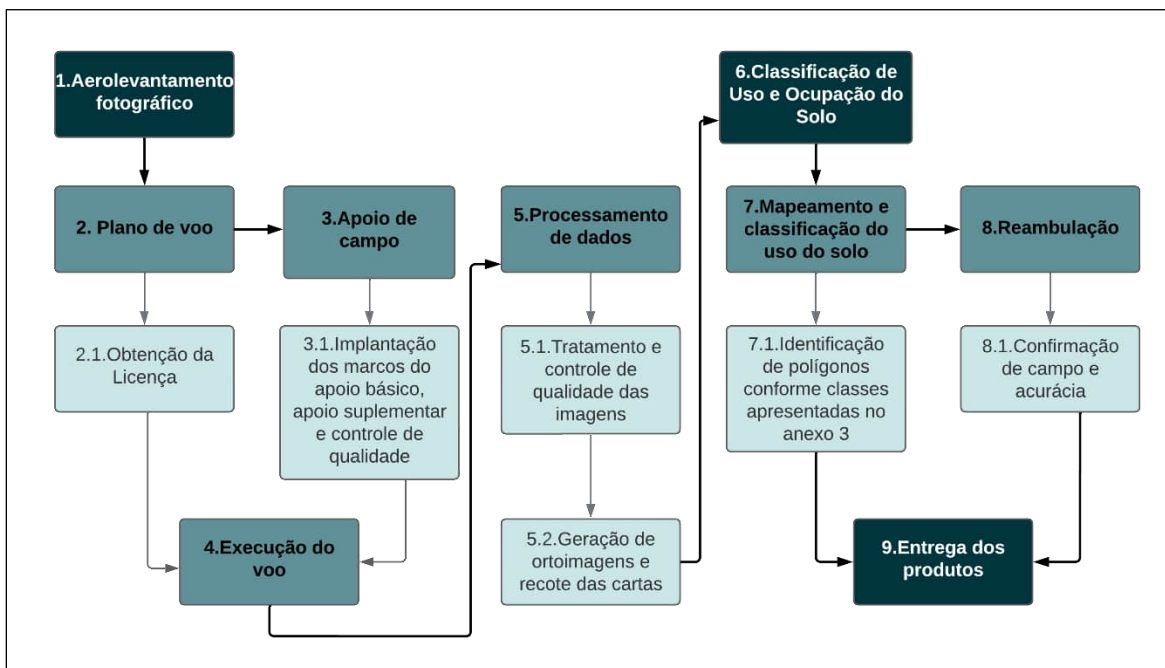 1.Aerolevantamento
fotográfico
2. Plano de voo
2.1.Obtenção da
Licença
3.Apoio de
campo
3.1.Implantação
dos marcos do
apoio básico,
apoio suplementar
e controle de
qualidade
4.Execução do
voo
5.Processamento
de dados
5.1.Tratamento e
controle de
qualidade das
imagens
5.2.Geração de
ortoimagens e
recote das cartas
6.Classificação de
Uso e Ocupação do
Solo
7.Mapeamento e
classificação do
uso do solo
7.1.Identificação
de polígonos
conforme classes
apresentadas no
anexo 3
8.Reambulação
8.1.Confirmação
de campo e
acurácia
9.Entrega dos
produtos